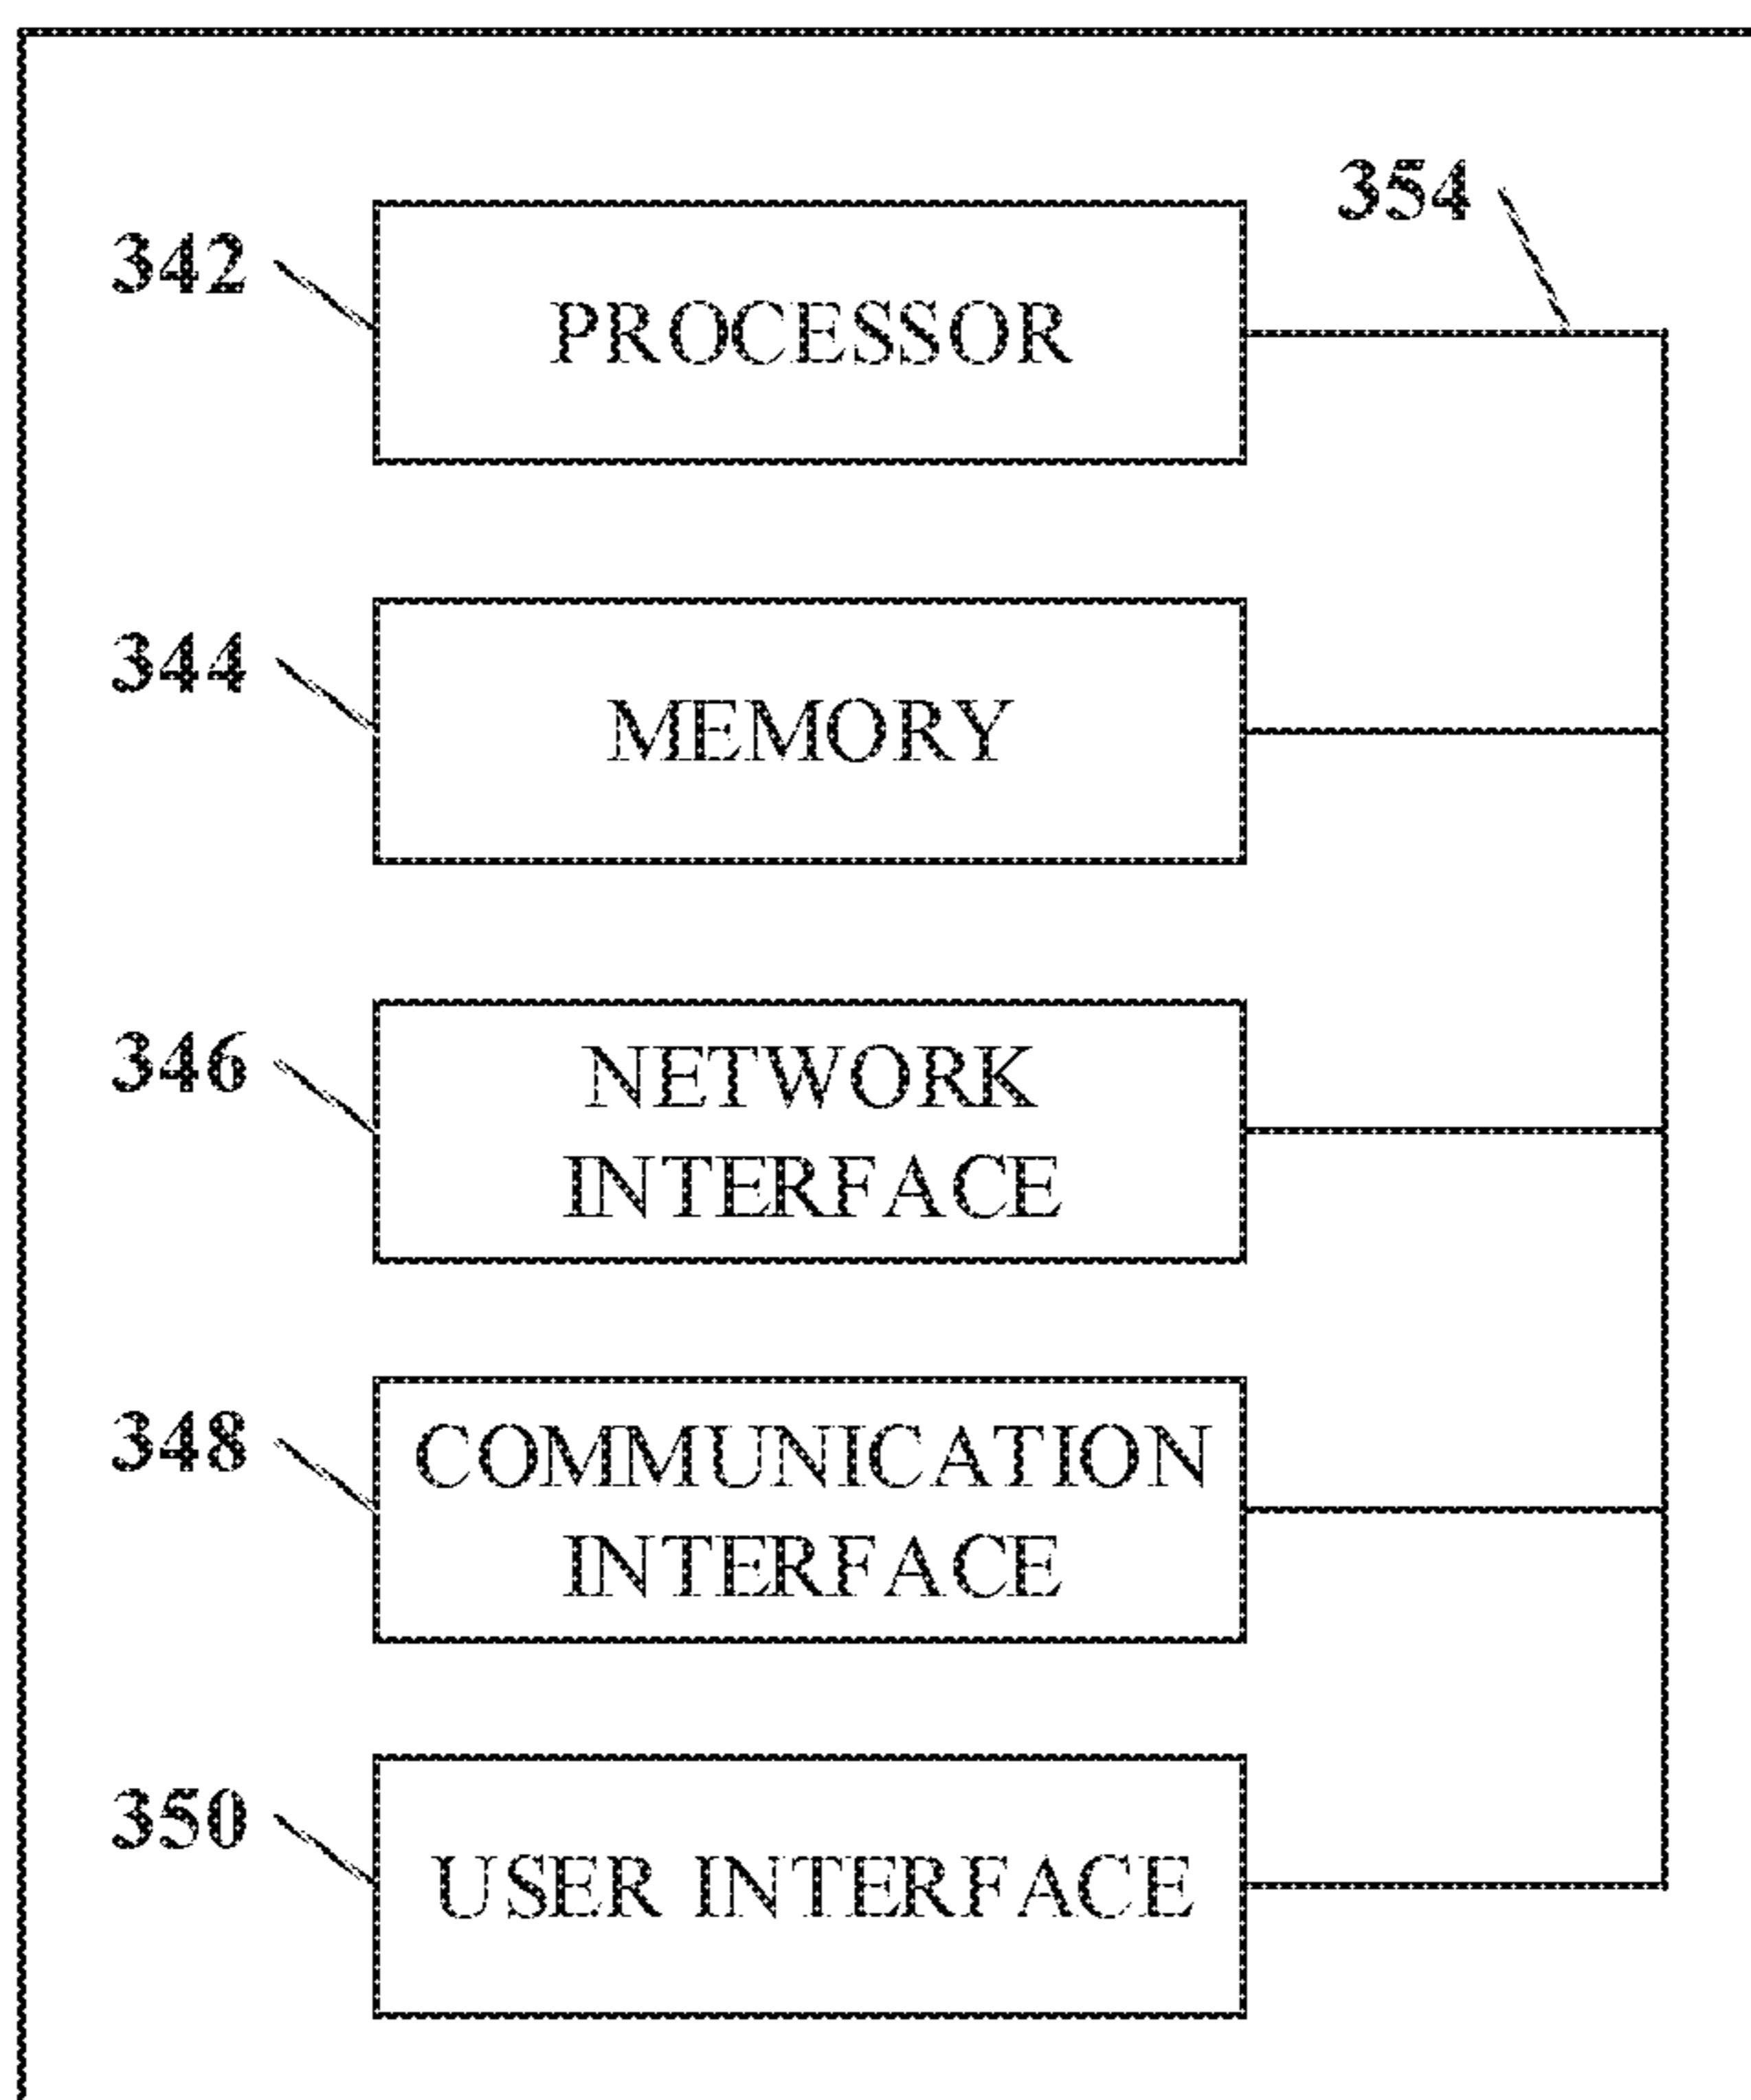 354
342
PROCESSOR
344
MEMORY
346
NETWORK
INTERFACE
348
COMMUNICATION
INTERFACE
350
USER INTERFACE